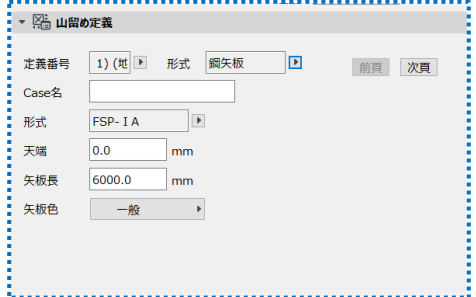 山留め定義
定義番号 1) (地 形式 鋼矢板 前頁 次頁
Case名
形式 FSP-ⅠA
天端 0.0 mm
矢板長 6000.0 mm
矢板色 一般